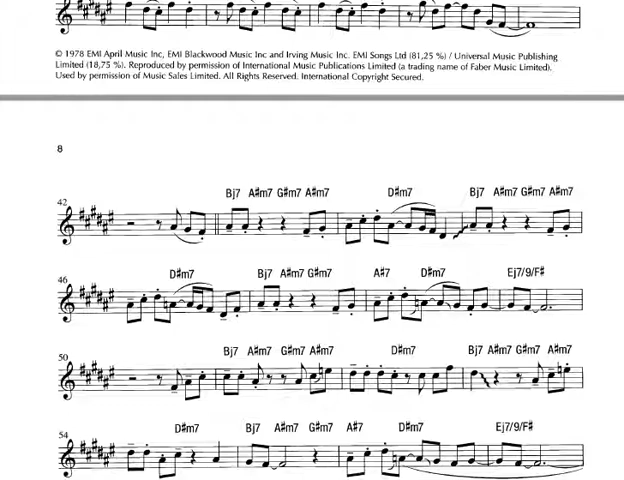 © 1978 EMI April Music Inc, EMI Blackwood Music Inc and Irving Music Inc. EMI Songs Ltd (81,25 %) / Universal Music Publishing
Limited (18,75 %). Reproduced by permission of International Music Publications Limited (a trading name of Faber Music Limited).
Used by permission of Music Sales Limited. All Rights Reserved. International Copyright Secured.
8
Bj7 A#m7 G#m7 A#m7 D#m7 Bj7 A#m7 G#m7 A#m7
42
D#m7 Bj7 A#m7 G#m7 A#7 D#m7 Ej7/9/F#
46
Bj7 A#m7 G#m7 A#m7 D#m7 Bj7 A#m7 G#m7 A#m7
50
D#m7 Bj7 A#m7 G#m7 A#7 D#m7 Ej7/9/F#
54